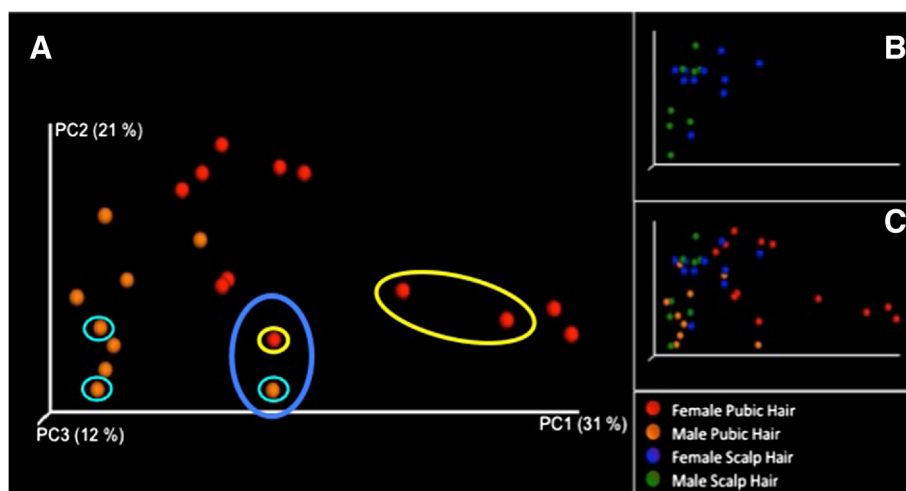 A
B
PC2 (21 %)
C
PC3 (12 %)
PC1 (31 %)
Female Pubic Hair
Male Pubic Hair
Female Scalp Hair
Male Scalp Hair